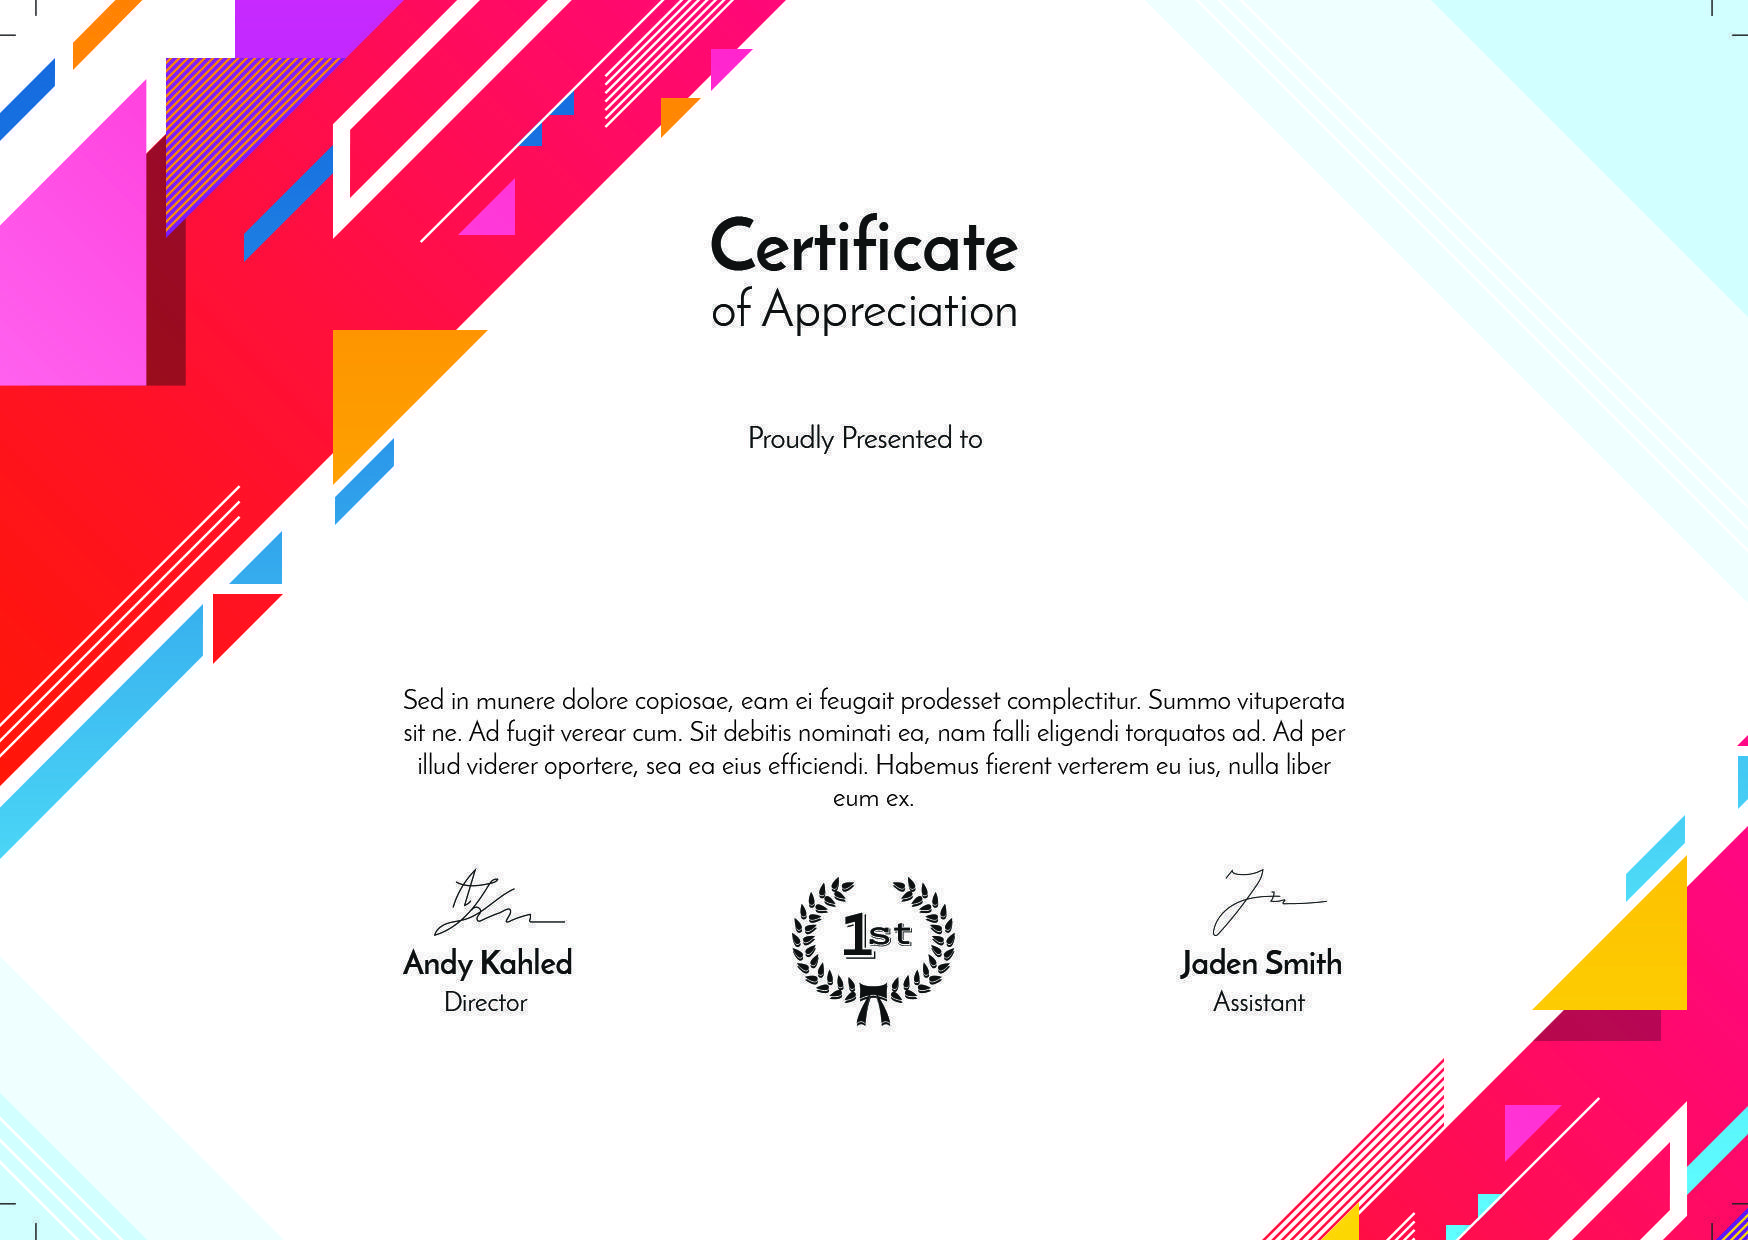 Certificate
of Appreciation
Proudly Presented to
Sed in munere dolore copiosae, eam ei feugait prodesset complectitur. Summo vituperata
sit ne. Ad fugit verear cum. Sit debitis nominati ea, nam falli eligendi torquatos ad. Ad per
illud viderer oportere, sea ea eius efficiendi. Habemus fierent verterem eu ius, nulla liber
eum ex.
1st
Andy Kahled
Director
Jaden Smith
Assistant